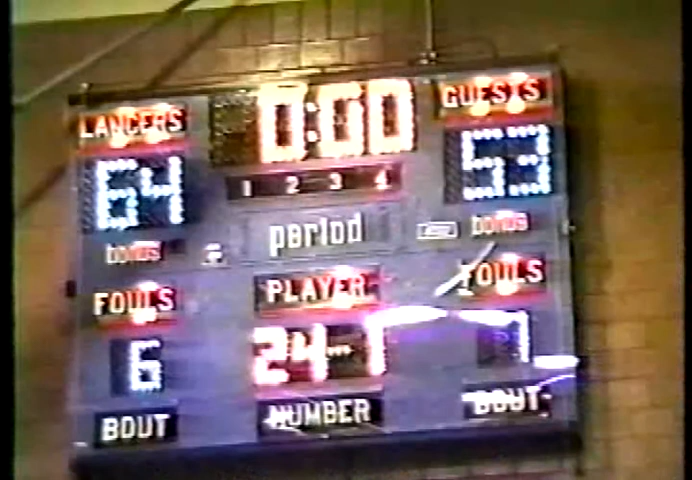 LANCERS 0:00 GUESTS
64 1 2 3 4 53
bonus period bonus
FOULS PLAYER FOULS
6 24-1 7
BOUT NUMBER BOUT